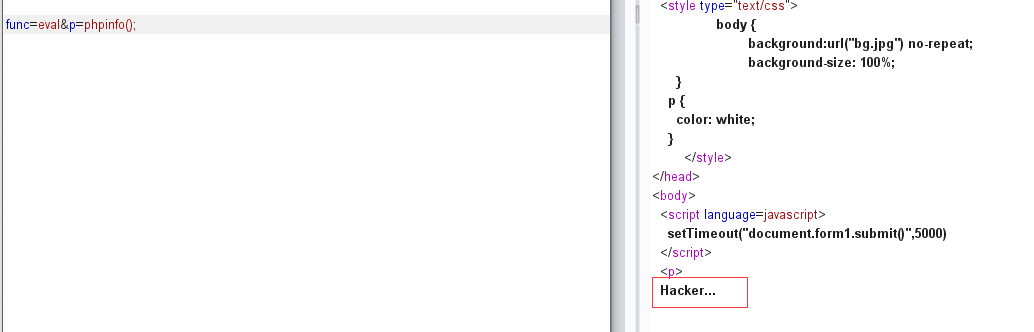 func=eval&p=phpinfo();
<style type="text/css">
body {
background:url("bg.jpg") no-repeat;
background-size: 100%;
}
p {
color: white;
}
</style>
</head>
<body>
<script language=javascript>
setTimeout("document.form1.submit()",5000)
</script>
<p>
Hacker...